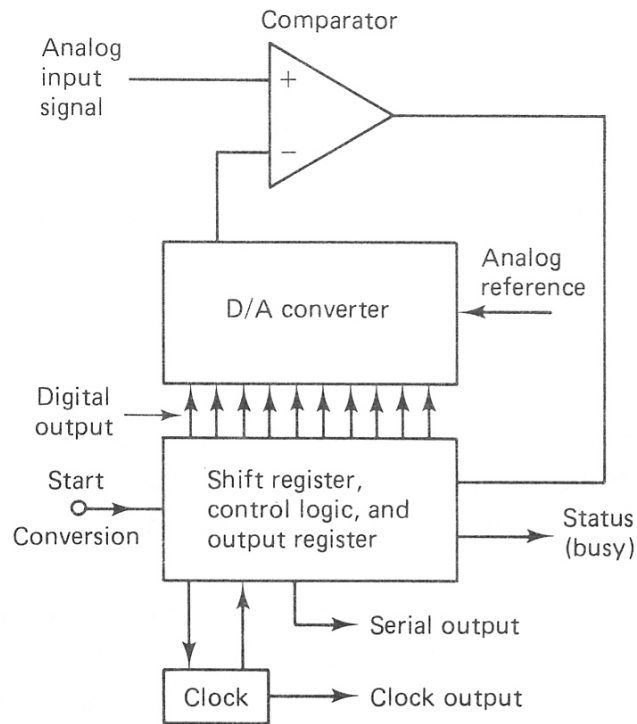 Comparator
Analog
input
signal
+
−
D/A converter
Analog
reference
Digital
output
Start
Conversion
Shift register,
control logic, and
output register
Status
(busy)
Serial output
Clock
Clock output